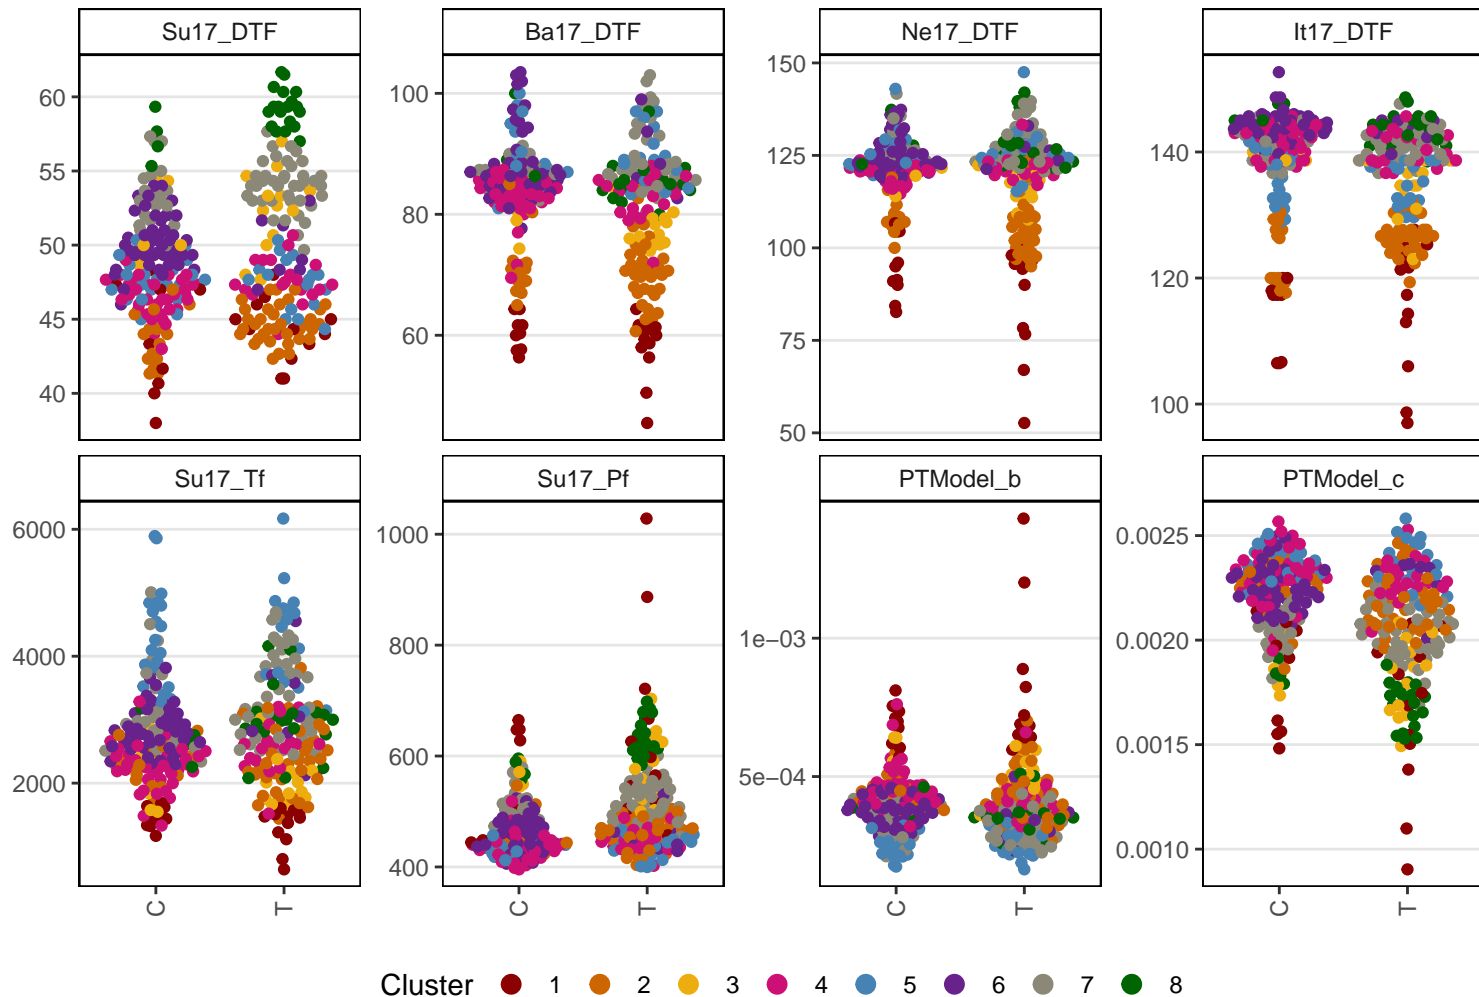 Su17_DTF Ba17_DTF Ne17_DTF It17_DTF
60 55 50 45 40
100 80 60
150 125 100 75 50
140 120 100
Su17_Tf Su17_Pf PTModel_b PTModel_c
6000 4000 2000
1000 800 600 400
1e−03 5e−04
0.0025 0.0020 0.0015 0.0010
C T C T C T C T
Cluster 1 2 3 4 5 6 7 8